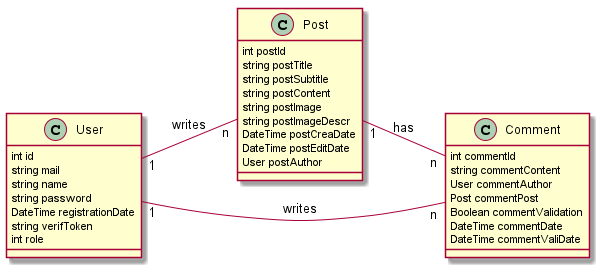 C Post
int postId
string postTitle
string postSubtitle
string postContent
string postImage
string postImageDescr
DateTime postCreaDate
DateTime postEditDate
User postAuthor
C User
int id
string mail
string name
string password
DateTime registrationDate
string verifToken
int role
C Comment
int commentId
string commentContent
User commentAuthor
Post commentPost
Boolean commentValidation
DateTime commentDate
DateTime commentValiDate
writes
1
n
has
1
n
writes
1
n